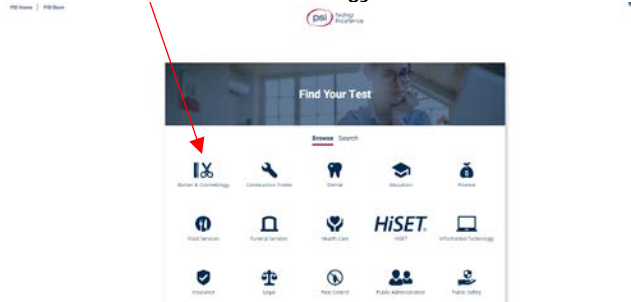 PSI Home | PSI Store
psi testing excellence
Find Your Test
Browse Search
Barber & Cosmetology Construction Trades Dental Education Finance
Food Services Funeral Services Health Care HiSET. HiSET Information Technology
Insurance Legal Pest Control Public Administration Public Safety